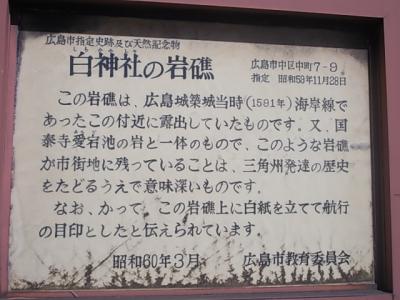 広島市指定史跡及び天然記念物
白神社の岩礁
広島市中区中町7-9
指定 昭和58年11月28日
この岩礁は、広島城築城当時(1591年)海岸線で
あったこの付近に露出していたものです。又、国
泰寺愛宕池の岩と一体のもので、このような岩礁
が市街地に残っていることは、三角州発達の歴史
をたどるうえで意味深いものです。
なお、かって、この岩礁上に白紙を立てて航行
の目印としたと伝えられています。
昭和60年3月 広島市教育委員会